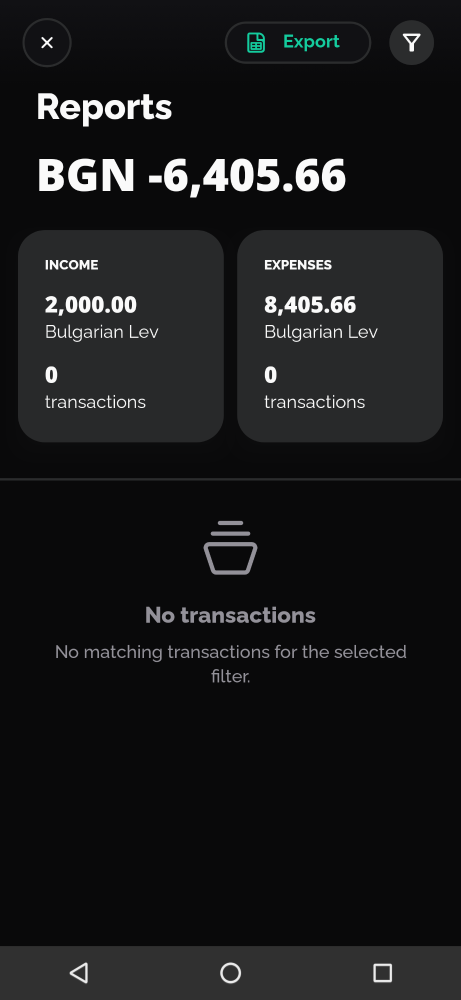 Export
Reports
BGN -6,405.66
INCOME
2,000.00
Bulgarian Lev
0
transactions
EXPENSES
8,405.66
Bulgarian Lev
0
transactions
No transactions
No matching transactions for the selected
filter.